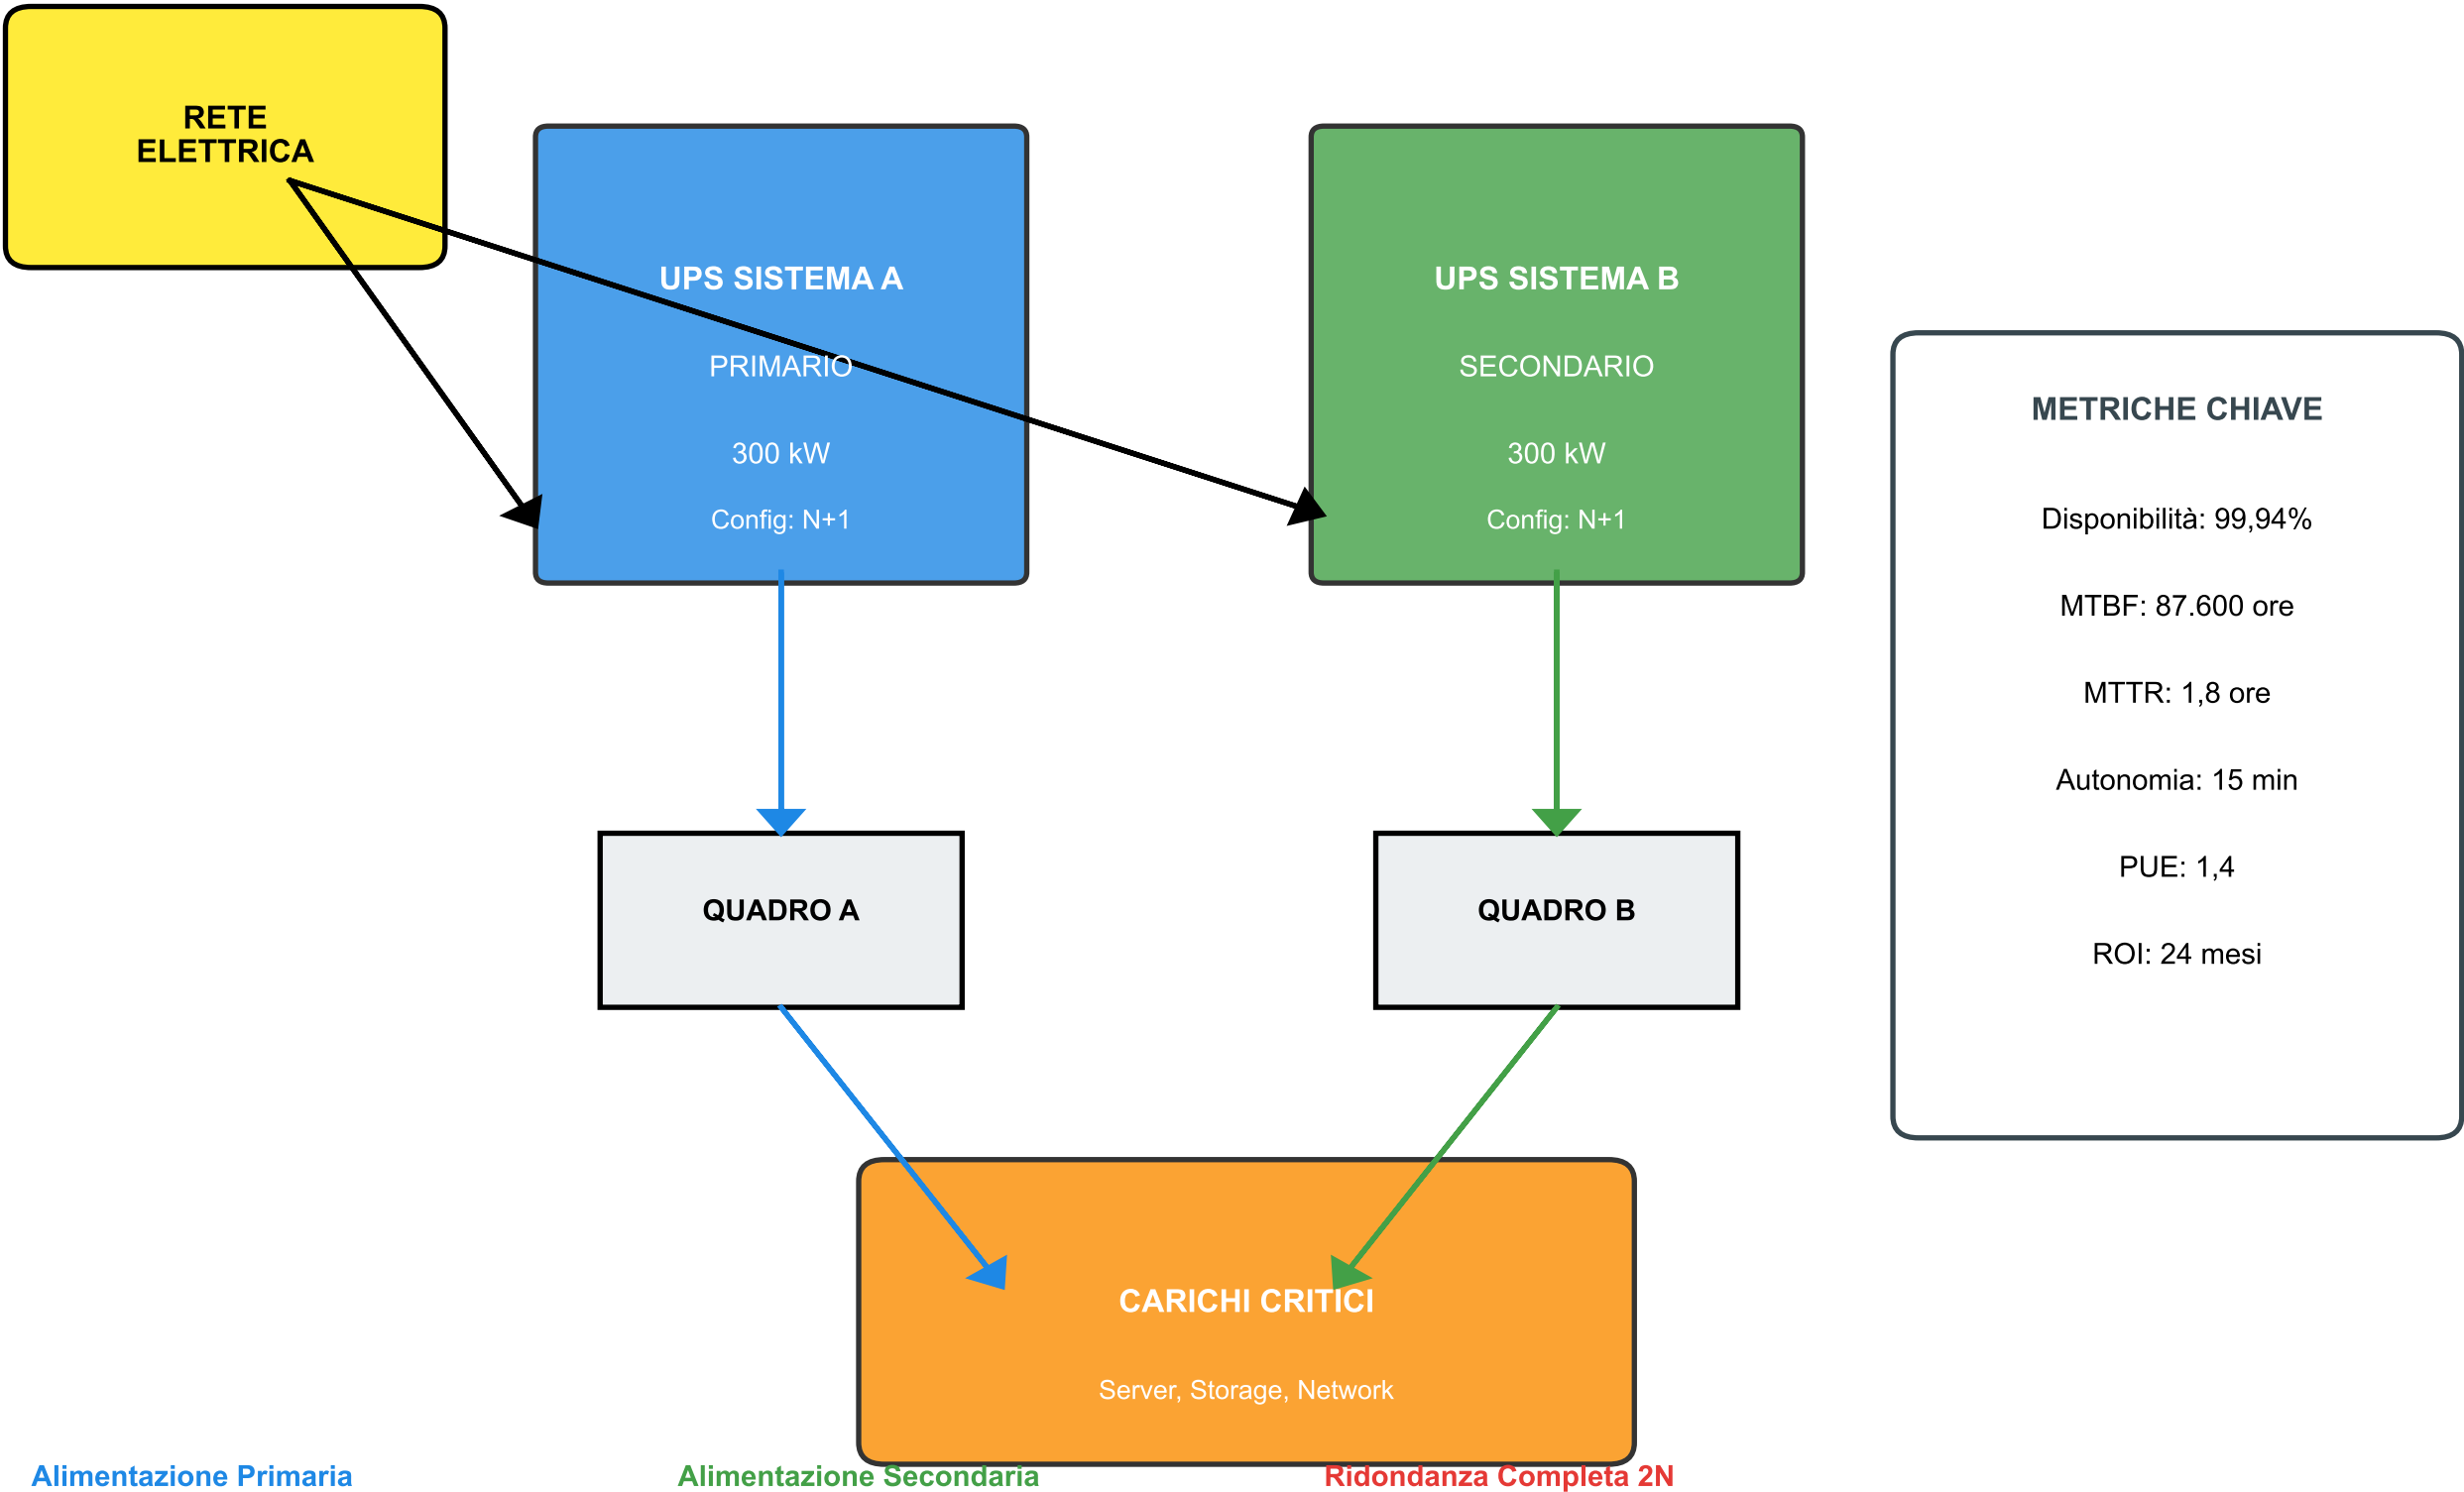 RETE
ELETTRICA
UPS SISTEMA A
PRIMARIO
300 kW
Config: N+1
UPS SISTEMA B
SECONDARIO
300 kW
Config: N+1
METRICHE CHIAVE
Disponibilità: 99,94%
MTBF: 87.600 ore
MTTR: 1,8 ore
Autonomia: 15 min
PUE: 1,4
ROI: 24 mesi
QUADRO A
QUADRO B
CARICHI CRITICI
Server, Storage, Network
Alimentazione Primaria
Alimentazione Secondaria
Ridondanza Completa 2N